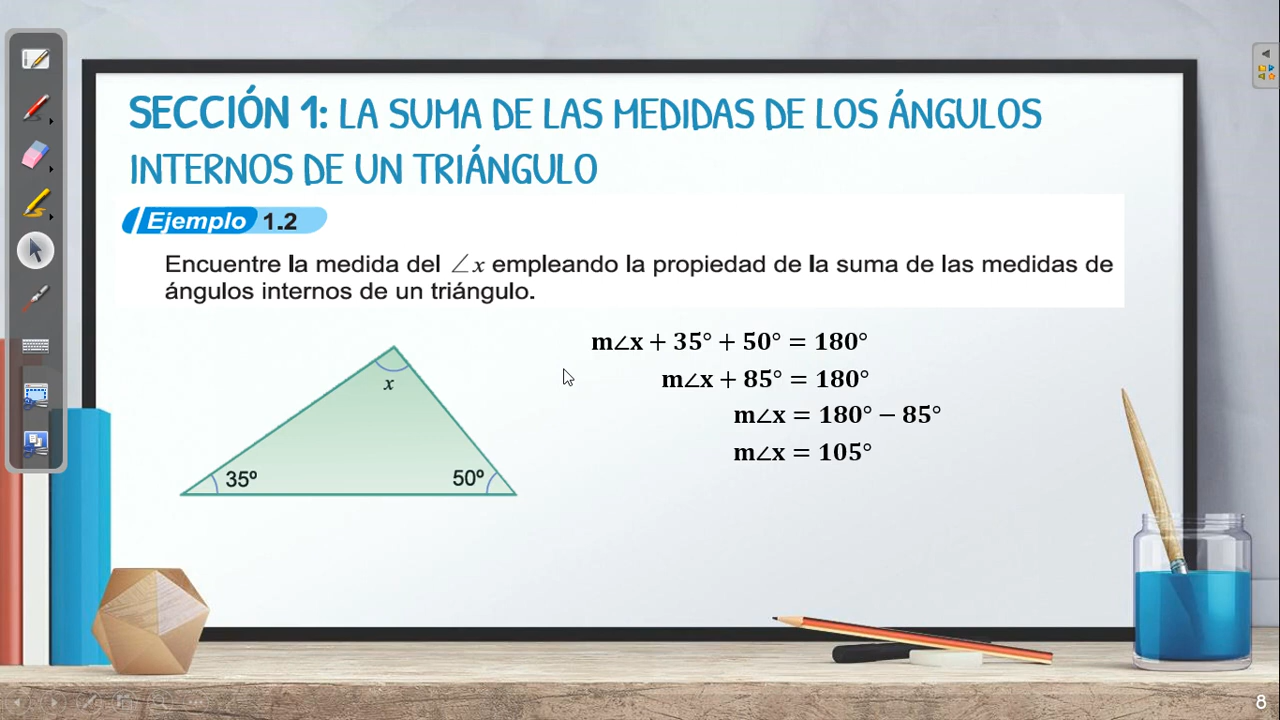 SECCIÓN 1: LA SUMA DE LAS MEDIDAS DE LOS ÁNGULOS
INTERNOS DE UN TRIÁNGULO
Ejemplo 1.2
Encuentre la medida del ∠x empleando la propiedad de la suma de las medidas de
ángulos internos de un triángulo.
x
35º
50º
m∠x + 35° + 50° = 180°
m∠x + 85° = 180°
m∠x = 180° − 85°
m∠x = 105°
8